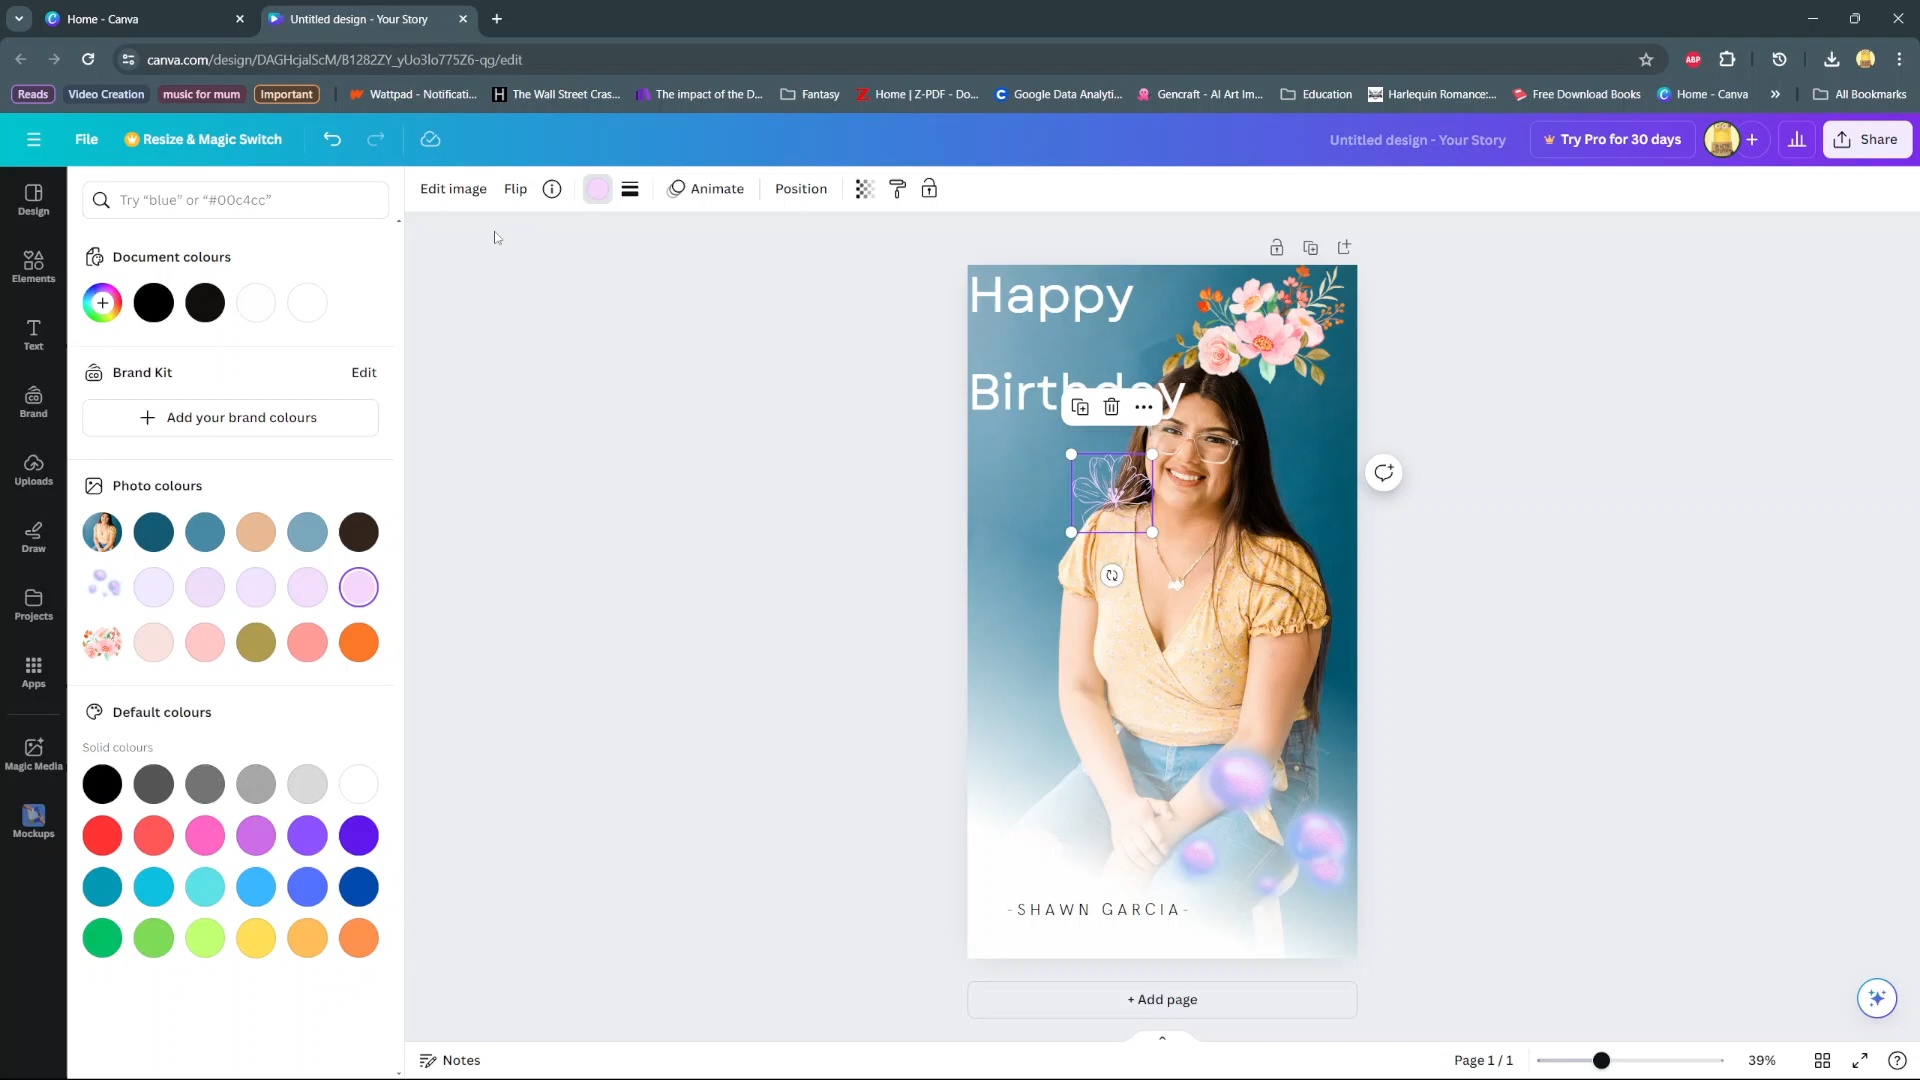 Home - Canva
Untitled design - Your Story
canva.com/design/DAGHcjalScM/B1282ZY_yUo3lo775Z6-qg/edit
ABP
Reads
Video Creation
music for mum
Important
Wattpad - Notificati...
The Wall Street Cras...
The impact of the D...
Fantasy
Home | Z-PDF - Do...
Google Data Analyti...
Gencraft - AI Art Im...
Education
Harlequin Romance:...
Free Download Books
Home - Canva
All Bookmarks
File
Resize & Magic Switch
Untitled design - Your Story
Try Pro for 30 days
Share
Design
Elements
Text
Brand
Uploads
Draw
Projects
Apps
Magic Media
Mockups
Try “blue” or “#00c4cc”
Document colours
Brand Kit
Edit
Add your brand colours
Photo colours
Default colours
Solid colours
Edit image
Flip
Animate
Position
Happy
Birthday
-SHAWN GARCIA-
+ Add page
Notes
Page 1 / 1
39%